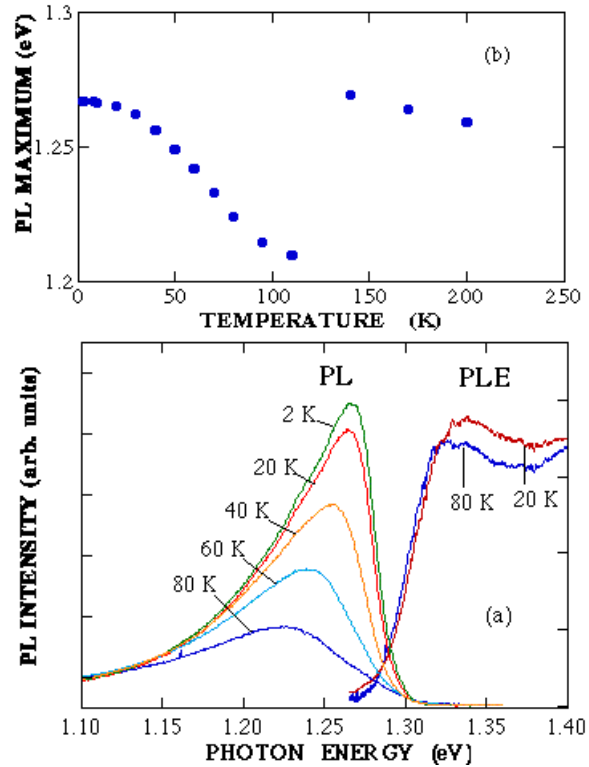 1.3
(b)
PL MAXIMUM (eV)
1.25
1.2
0 50 100 150 200 250
TEMPERATURE (K)
PL PLE
2 K
20 K
40 K
60 K
80 K
80 K 20 K
(a)
PL INTENSITY (arb. units)
1.10 1.20 1.25 1.30 1.35 1.40
PHOTON ENERGY (eV)